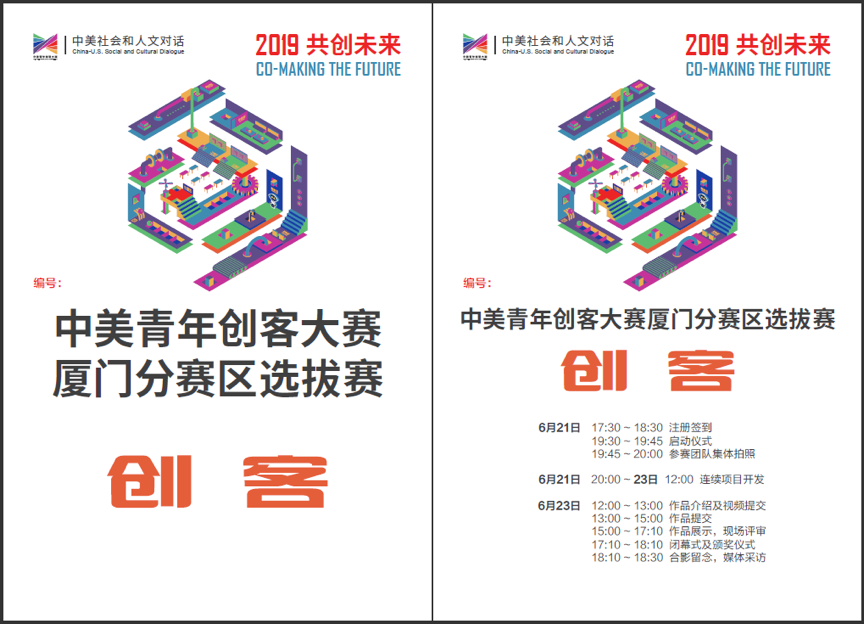 中美社会和人文对话
China-U.S. Social and Cultural Dialogue
2019 共创未来
CO-MAKING THE FUTURE
编号：
中美青年创客大赛
厦门分赛区选拔赛
创 客
中美社会和人文对话
China-U.S. Social and Cultural Dialogue
2019 共创未来
CO-MAKING THE FUTURE
编号：
中美青年创客大赛厦门分赛区选拔赛
创 客
6月21日 17:30 ~ 18:30 注册签到
19:30 ~ 19:45 启动仪式
19:45 ~ 20:00 参赛团队集体拍照
6月21日 20:00 ~ 23日 12:00 连续项目开发
6月23日 12:00 ~ 13:00 作品介绍及视频提交
13:00 ~ 15:00 作品提交
15:00 ~ 17:10 作品展示，现场评审
17:10 ~ 18:10 闭幕式及颁奖仪式
18:10 ~ 18:30 合影留念，媒体采访